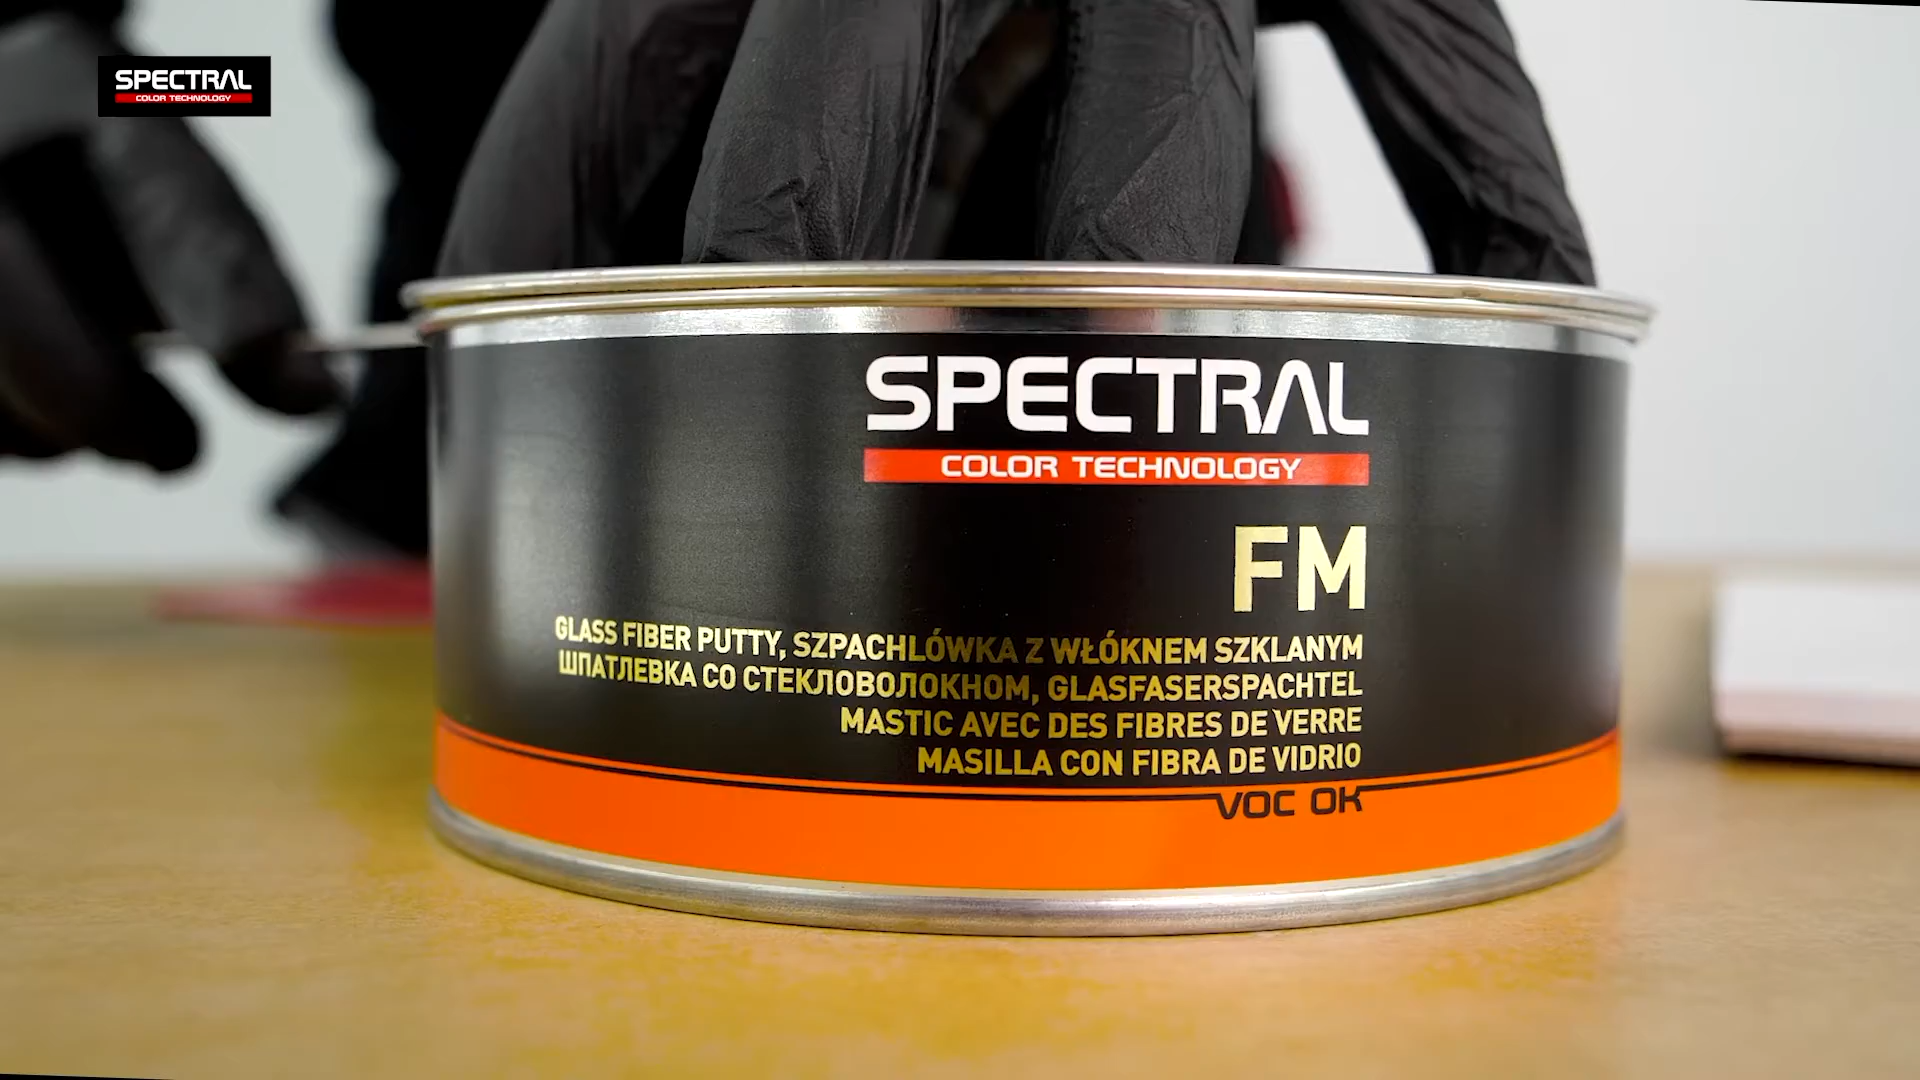 SPECTRAL
COLOR TECHNOLOGY
SPECTRAL
COLOR TECHNOLOGY
FM
GLASS FIBER PUTTY, SZPACHLÓWKA Z WŁÓKNEM SZKLANYM
ШПАТЛЕВКА СО СТЕКЛОВОЛОКНОМ, GLASFASERSPACHTEL
MASTIC AVEC DES FIBRES DE VERRE
MASILLA CON FIBRA DE VIDRIO
VOC OK